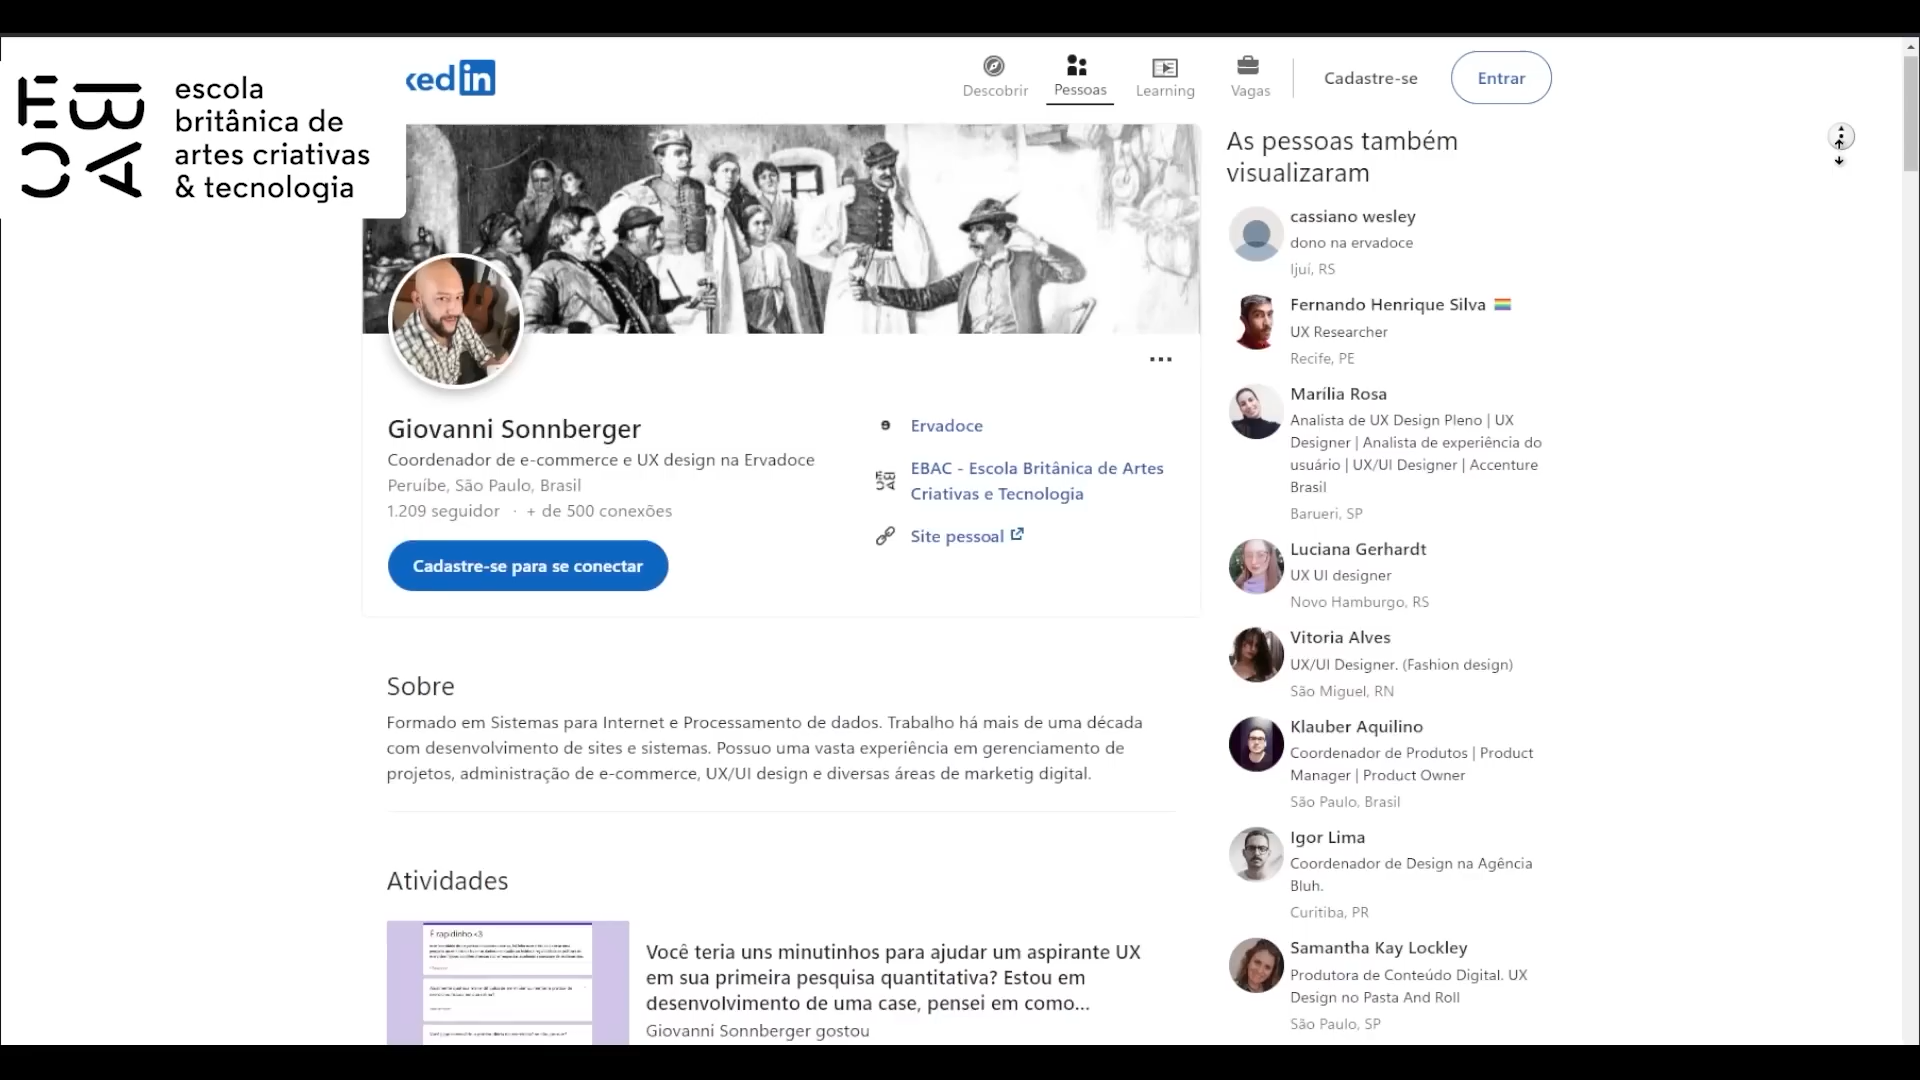 escola
britânica de
artes criativas
& tecnologia
ked in
Descobrir
Pessoas
Learning
Vagas
Cadastre-se
Entrar
Giovanni Sonnberger
Coordenador de e-commerce e UX design na Ervadoce
Peruíbe, São Paulo, Brasil
1.209 seguidor · + de 500 conexões
Cadastre-se para se conectar
Ervadoce
EBAC - Escola Britânica de Artes
Criativas e Tecnologia
Site pessoal
Sobre
Formado em Sistemas para Internet e Processamento de dados. Trabalho há mais de uma década
com desenvolvimento de sites e sistemas. Possuo uma vasta experiência em gerenciamento de
projetos, administração de e-commerce, UX/UI design e diversas áreas de marketig digital.
Atividades
É rapidinho <3
Você teria uns minutinhos para ajudar um aspirante UX
em sua primeira pesquisa quantitativa? Estou em
desenvolvimento de uma case, pensei em como...
Giovanni Sonnberger gostou
As pessoas também
visualizaram
cassiano wesley
dono na ervadoce
Ijuí, RS
Fernando Henrique Silva
UX Researcher
Recife, PE
Marília Rosa
Analista de UX Design Pleno | UX
Designer | Analista de experiência do
usuário | UX/UI Designer | Accenture
Brasil
Barueri, SP
Luciana Gerhardt
UX UI designer
Novo Hamburgo, RS
Vitoria Alves
UX/UI Designer. (Fashion design)
São Miguel, RN
Klauber Aquilino
Coordenador de Produtos | Product
Manager | Product Owner
São Paulo, Brasil
Igor Lima
Coordenador de Design na Agência
Bluh.
Curitiba, PR
Samantha Kay Lockley
Produtora de Conteúdo Digital. UX
Design no Pasta And Roll
São Paulo, SP